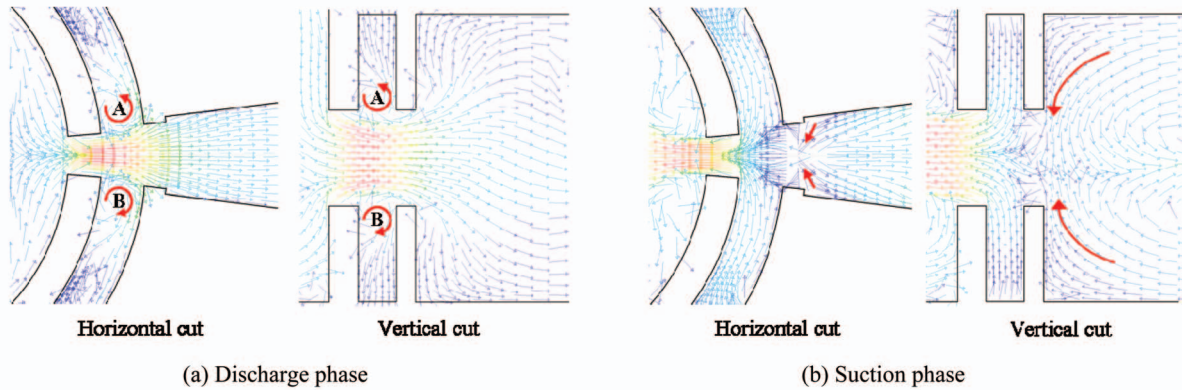 A
A
B
B
Horizontal cut
Vertical cut
Horizontal cut
Vertical cut
(a) Discharge phase
(b) Suction phase